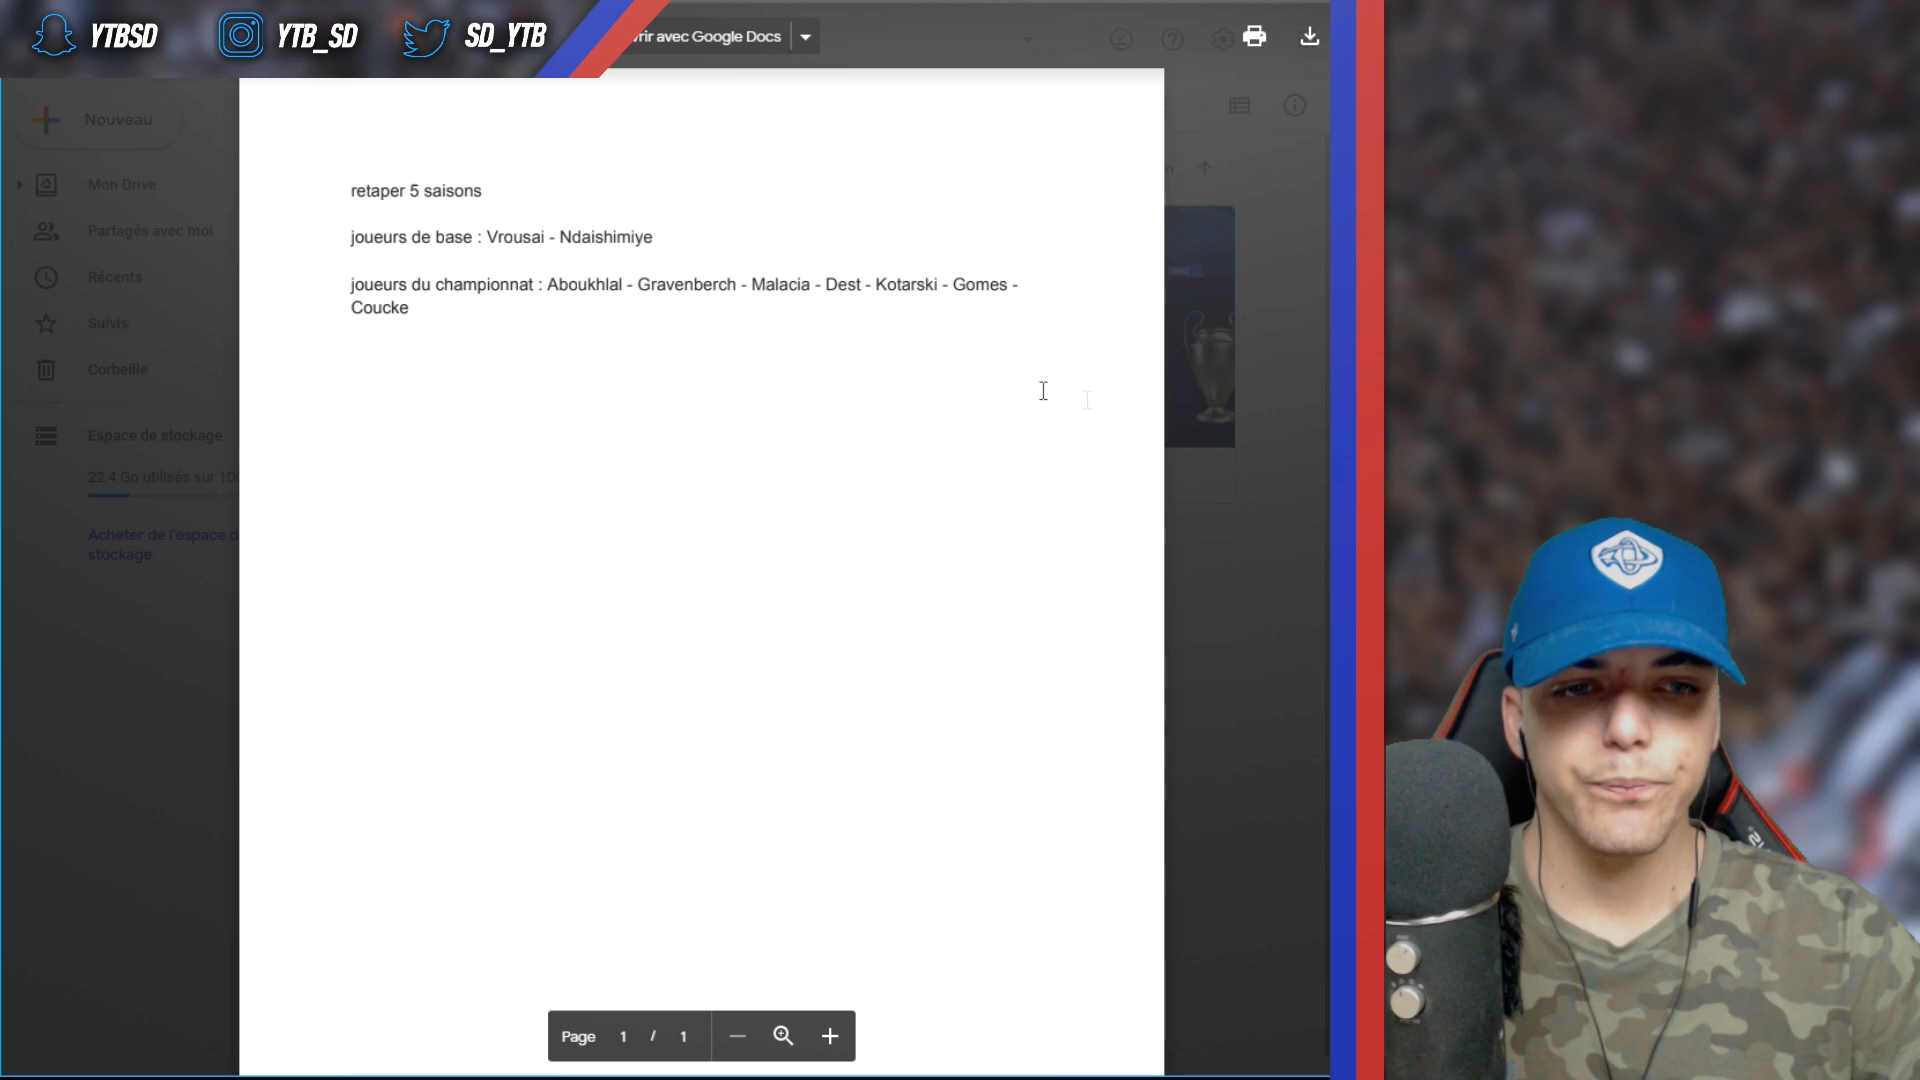 YTBSD YTB_SD SD_YTB
rir avec Google Docs
Nouveau
Mon Drive
Partagés avec moi
Récents
Suivis
Corbeille
Espace de stockage
22,4 Go utilisés sur 10
Acheter de l'espace d
stockage
retaper 5 saisons
joueurs de base : Vrousai - Ndaishimiye
joueurs du championnat : Aboukhlal - Gravenberch - Malacia - Dest - Kotarski - Gomes -
Coucke
n
Page 1 / 1